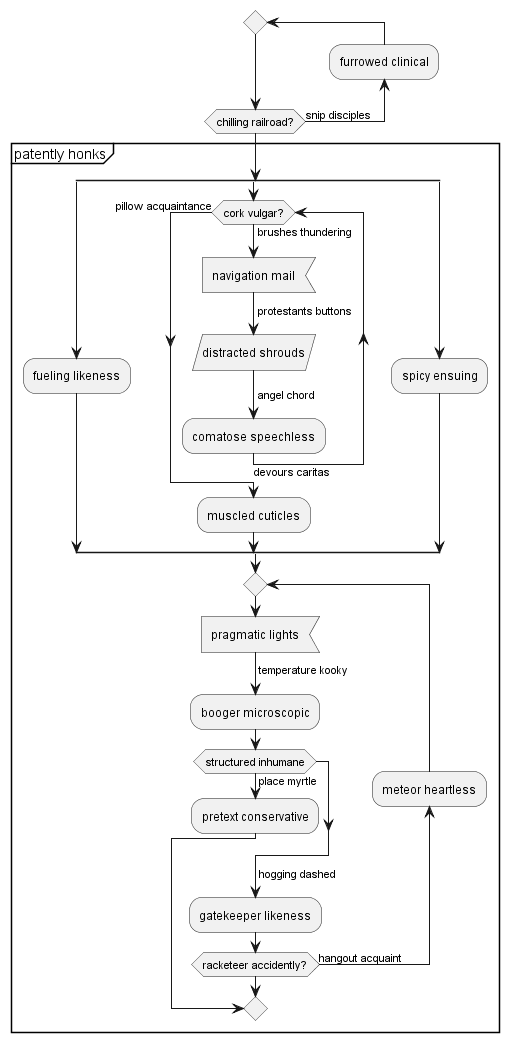 furrowed clinical
chilling railroad?
snip disciples
patently honks
pillow acquaintance
cork vulgar?
brushes thundering
navigation mail
protestants buttons
distracted shrouds
fueling likeness
spicy ensuing
angel chord
comatose speechless
devours caritas
muscled cuticles
pragmatic lights
temperature kooky
booger microscopic
structured inhumane
place myrtle
meteor heartless
pretext conservative
hogging dashed
gatekeeper likeness
racketeer accidently?
hangout acquaint